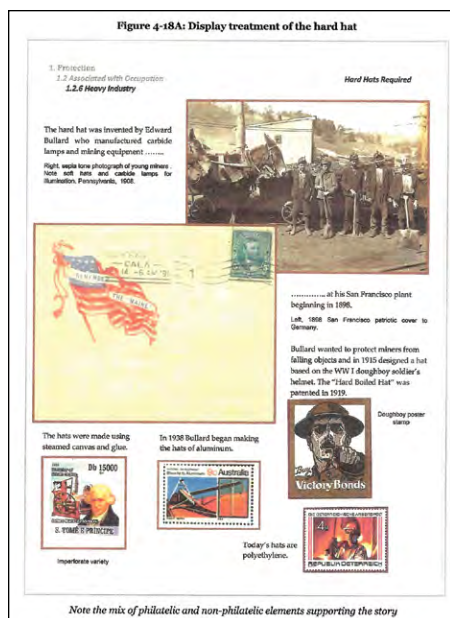 Figure 4-18A: Display treatment of the hard hat
1. Protection
1.2 Associated with Occupation
1.2.6 Heavy Industry
Hard Hats Required
The hard hat was invented by Edward
Bullard who manufactured carbide
lamps and mining equipment ........
Right, sepia tone photograph of young miners.
Note soft hats and carbide lamps for
illumination. Pennsylvania, 1908.
REMEMBER
THE MAINE
.............. at his San Francisco plant
beginning in 1898.
Left, 1898 San Francisco patriotic cover to
Germany.
Bullard wanted to protect miners from
falling objects and in 1915 designed a hat
based on the WW I doughboy soldier's
helmet. The "Hard Boiled Hat" was
patented in 1919.
Doughboy poster
stamp
Buy
Victory Bonds
The hats were made using
steamed canvas and glue.
In 1938 Bullard began making
the hats of aluminum.
Db 15000
S. TOMÉ E PRÍNCIPE
Australia
Imperforate variety
Today's hats are
polyethylene.
4
REPUBLIK ÖSTERREICH
Note the mix of philatelic and non-philatelic elements supporting the story